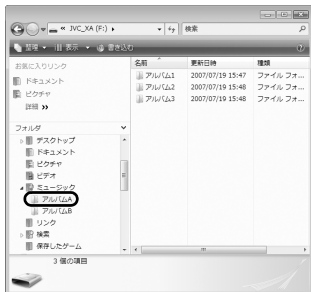 « JVC_XA (F:) ▸
検索
整理 ▾
表示 ▾
書き込む
お気に入りリンク
ドキュメント
ピクチャ
詳細 »
フォルダ
デスクトップ
ドキュメント
ピクチャ
ビデオ
ミュージック
アルバムA
アルバムB
リンク
検索
保存したゲーム
名前 更新日時 種類
アルバム1 2007/07/19 15:47 ファイル フォ...
アルバム2 2007/07/19 15:48 ファイル フォ...
アルバム3 2007/07/19 15:48 ファイル フォ...
3 個の項目